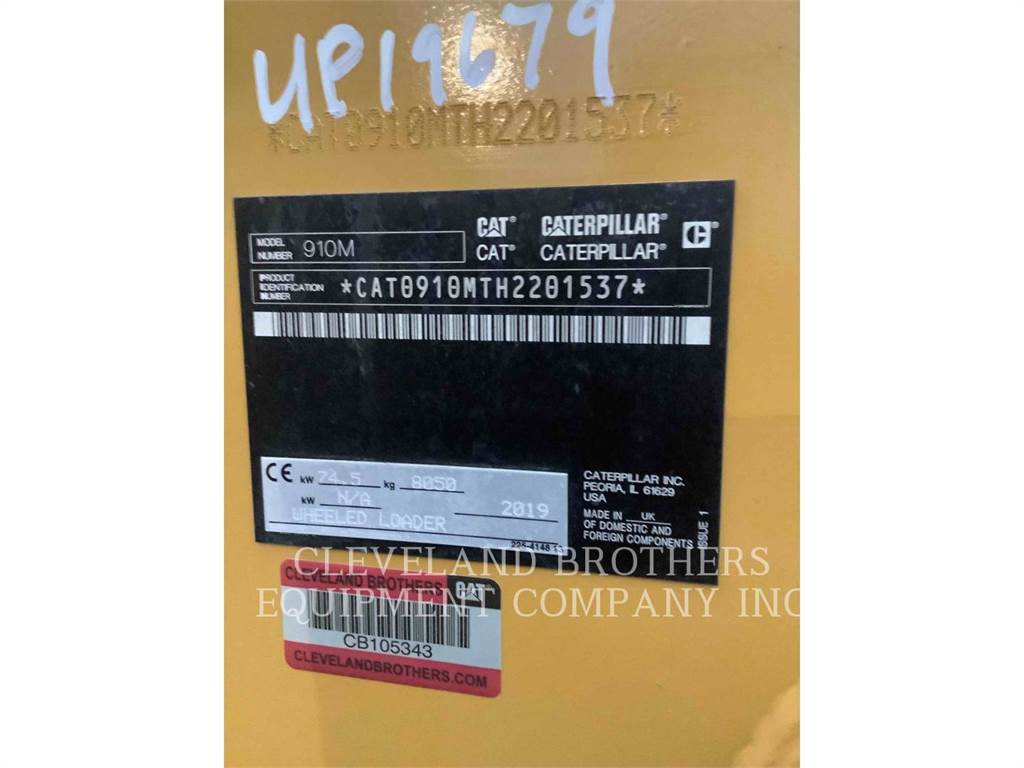 UP19679
*CAT0910MTH2201537*
CAT® CATERPILLAR® C
MODEL NUMBER 910M
CAT® CATERPILLAR®
PRODUCT IDENTIFICATION NUMBER *CAT0910MTH2201537*
CE kW 74.5 kg 8050
kW N/A 2019
WHEELED LOADER
CATERPILLAR INC.
PEORIA, IL 61629
USA
MADE IN UK
OF DOMESTIC AND
FOREIGN COMPONENTS
ISSUE 1
CLEVELAND BROTHERS
EQUIPMENT COMPANY INC
CLEVELAND BROTHERS CAT
CB105343
CLEVELANDBROTHERS.COM